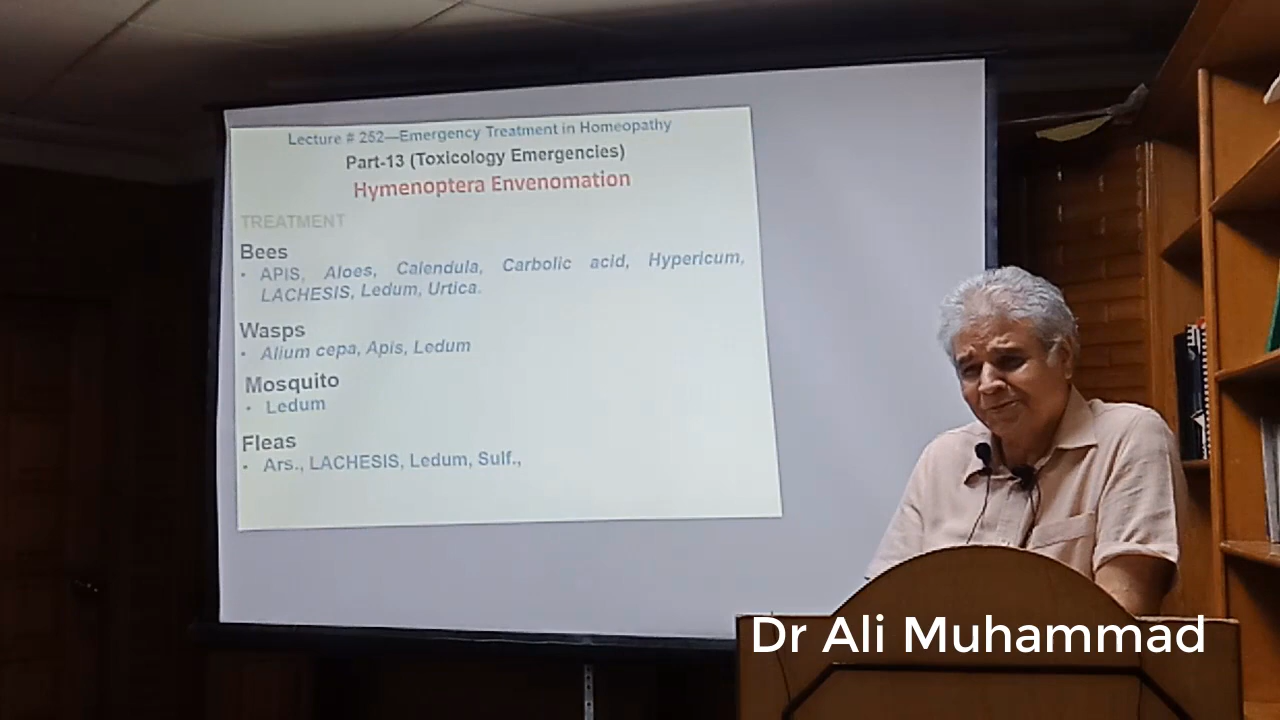 Lecture # 252—Emergency Treatment in Homeopathy
Part-13 (Toxicology Emergencies)
Hymenoptera Envenomation
TREATMENT
Bees
• APIS, Aloes, Calendula, Carbolic acid, Hypericum,
LACHESIS, Ledum, Urtica.
Wasps
• Alium cepa, Apis, Ledum
Mosquito
• Ledum
Fleas
• Ars., LACHESIS, Ledum, Sulf.,
Dr Ali Muhammad